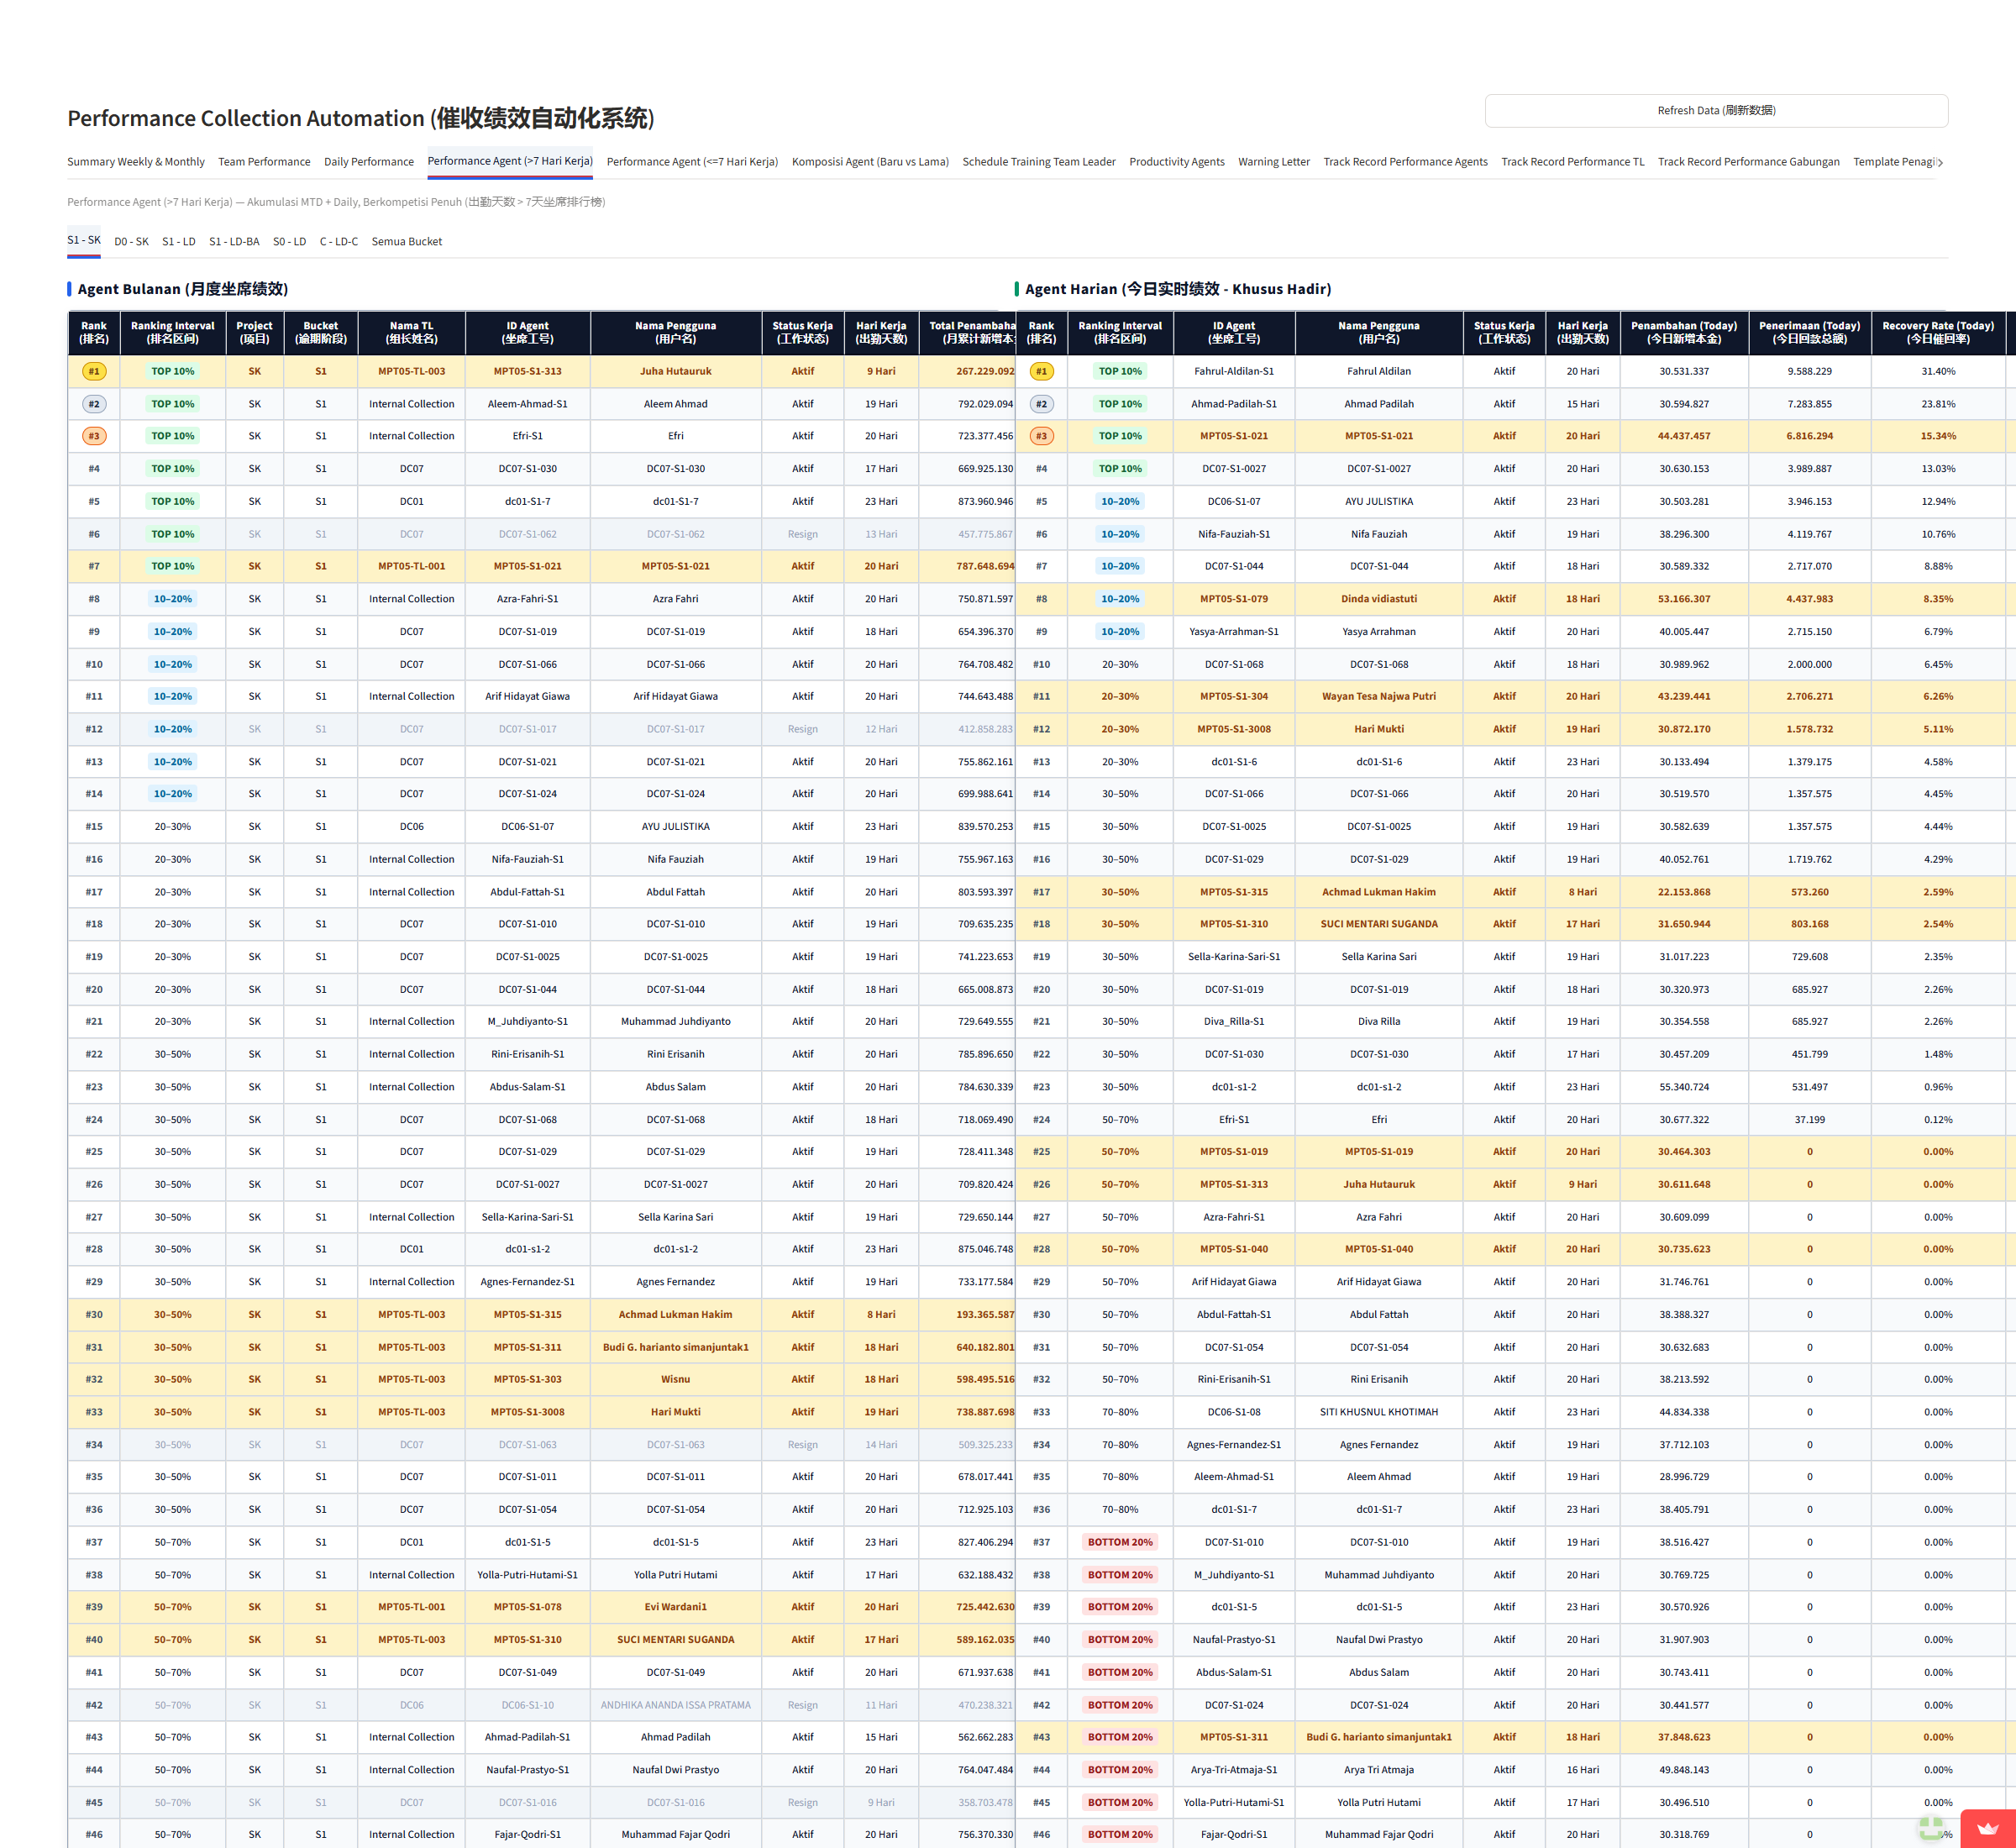 Performance Collection Automation (催收绩效自动化系统)
Refresh Data (刷新数据)
Summary Weekly & Monthly Team Performance Daily Performance Performance Agent (>7 Hari Kerja) Performance Agent (<=7 Hari Kerja) Komposisi Agent (Baru vs Lama) Schedule Training Team Leader Productivity Agents Warning Letter Track Record Performance Agents Track Record Performance TL Track Record Performance Gabungan Template Penagi
Performance Agent (>7 Hari Kerja) — Akumulasi MTD + Daily, Berkompetisi Penuh (出勤天数 > 7天坐席排行榜)
S1 - SK D0 - SK S1 - LD S1 - LD-BA S0 - LD C - LD-C Semua Bucket
Agent Bulanan (月度坐席绩效)
Rank Ranking Interval Project Bucket Nama TL ID Agent Nama Pengguna Status Kerja Hari Kerja Total Penambaha
(排名) (排名区间) (项目) (逾期阶段) (组长姓名) (坐席工号) (用户名) (工作状态) (出勤天数) (月累计新增本
#1 TOP 10% SK S1 MPT05-TL-003 MPT05-S1-313 Juha Hutauruk Aktif 9 Hari 267.229.092
#2 TOP 10% SK S1 Internal Collection Aleem-Ahmad-S1 Aleem Ahmad Aktif 19 Hari 792.029.094
#3 TOP 10% SK S1 Internal Collection Efri-S1 Efri Aktif 20 Hari 723.377.456
#4 TOP 10% SK S1 DC07 DC07-S1-030 DC07-S1-030 Aktif 17 Hari 669.925.130
#5 TOP 10% SK S1 DC01 dc01-S1-7 dc01-S1-7 Aktif 23 Hari 873.960.946
#6 TOP 10% SK S1 DC07 DC07-S1-062 DC07-S1-062 Resign 13 Hari 457.775.867
#7 TOP 10% SK S1 MPT05-TL-001 MPT05-S1-021 MPT05-S1-021 Aktif 20 Hari 787.648.694
#8 10–20% SK S1 Internal Collection Azra-Fahri-S1 Azra Fahri Aktif 20 Hari 750.871.597
#9 10–20% SK S1 DC07 DC07-S1-019 DC07-S1-019 Aktif 18 Hari 654.396.370
#10 10–20% SK S1 DC07 DC07-S1-066 DC07-S1-066 Aktif 20 Hari 764.708.482
#11 10–20% SK S1 Internal Collection Arif Hidayat Giawa Arif Hidayat Giawa Aktif 20 Hari 744.643.488
#12 10–20% SK S1 DC07 DC07-S1-017 DC07-S1-017 Resign 12 Hari 412.858.283
#13 10–20% SK S1 DC07 DC07-S1-021 DC07-S1-021 Aktif 20 Hari 755.862.161
#14 10–20% SK S1 DC07 DC07-S1-024 DC07-S1-024 Aktif 20 Hari 699.988.641
#15 20–30% SK S1 DC06 DC06-S1-07 AYU JULISTIKA Aktif 23 Hari 839.570.253
#16 20–30% SK S1 Internal Collection Nifa-Fauziah-S1 Nifa Fauziah Aktif 19 Hari 755.967.163
#17 20–30% SK S1 Internal Collection Abdul-Fattah-S1 Abdul Fattah Aktif 20 Hari 803.593.397
#18 20–30% SK S1 DC07 DC07-S1-010 DC07-S1-010 Aktif 19 Hari 709.635.235
#19 20–30% SK S1 DC07 DC07-S1-0025 DC07-S1-0025 Aktif 19 Hari 741.223.653
#20 20–30% SK S1 DC07 DC07-S1-044 DC07-S1-044 Aktif 18 Hari 665.008.873
#21 20–30% SK S1 Internal Collection M_Juhdiyanto-S1 Muhammad Juhdiyanto Aktif 20 Hari 729.649.555
#22 30–50% SK S1 Internal Collection Rini-Erisanih-S1 Rini Erisanih Aktif 20 Hari 785.896.650
#23 30–50% SK S1 Internal Collection Abdus-Salam-S1 Abdus Salam Aktif 20 Hari 784.630.339
#24 30–50% SK S1 DC07 DC07-S1-068 DC07-S1-068 Aktif 18 Hari 718.069.490
#25 30–50% SK S1 DC07 DC07-S1-029 DC07-S1-029 Aktif 19 Hari 728.411.348
#26 30–50% SK S1 DC07 DC07-S1-0027 DC07-S1-0027 Aktif 20 Hari 709.820.424
#27 30–50% SK S1 Internal Collection Sella-Karina-Sari-S1 Sella Karina Sari Aktif 19 Hari 729.650.144
#28 30–50% SK S1 DC01 dc01-s1-2 dc01-s1-2 Aktif 23 Hari 875.046.748
#29 30–50% SK S1 Internal Collection Agnes-Fernandez-S1 Agnes Fernandez Aktif 19 Hari 733.177.584
#30 30–50% SK S1 MPT05-TL-003 MPT05-S1-315 Achmad Lukman Hakim Aktif 8 Hari 193.365.587
#31 30–50% SK S1 MPT05-TL-003 MPT05-S1-311 Budi G. harianto simanjuntak1 Aktif 18 Hari 640.182.801
#32 30–50% SK S1 MPT05-TL-003 MPT05-S1-303 Wisnu Aktif 18 Hari 598.495.516
#33 30–50% SK S1 MPT05-TL-003 MPT05-S1-3008 Hari Mukti Aktif 19 Hari 738.887.698
#34 30–50% SK S1 DC07 DC07-S1-063 DC07-S1-063 Resign 14 Hari 509.325.233
#35 30–50% SK S1 DC07 DC07-S1-011 DC07-S1-011 Aktif 20 Hari 678.017.441
#36 30–50% SK S1 DC07 DC07-S1-054 DC07-S1-054 Aktif 20 Hari 712.925.103
#37 50–70% SK S1 DC01 dc01-S1-5 dc01-S1-5 Aktif 23 Hari 827.406.294
#38 50–70% SK S1 Internal Collection Yolla-Putri-Hutami-S1 Yolla Putri Hutami Aktif 17 Hari 632.188.432
#39 50–70% SK S1 MPT05-TL-001 MPT05-S1-078 Evi Wardani1 Aktif 20 Hari 725.442.630
#40 50–70% SK S1 MPT05-TL-003 MPT05-S1-310 SUCI MENTARI SUGANDA Aktif 17 Hari 589.162.035
#41 50–70% SK S1 DC07 DC07-S1-049 DC07-S1-049 Aktif 20 Hari 671.937.638
#42 50–70% SK S1 DC06 DC06-S1-10 ANDHIKA ANANDA ISSA PRATAMA Resign 11 Hari 470.238.321
#43 50–70% SK S1 Internal Collection Ahmad-Padilah-S1 Ahmad Padilah Aktif 15 Hari 562.662.283
#44 50–70% SK S1 Internal Collection Naufal-Prastyo-S1 Naufal Dwi Prastyo Aktif 20 Hari 764.047.484
#45 50–70% SK S1 DC07 DC07-S1-016 DC07-S1-016 Resign 9 Hari 358.703.478
#46 50–70% SK S1 Internal Collection Fajar-Qodri-S1 Muhammad Fajar Qodri Aktif 20 Hari 756.370.330
Agent Harian (今日实时绩效 - Khusus Hadir)
Rank Ranking Interval ID Agent Nama Pengguna Status Kerja Hari Kerja Penambahan (Today) Penerimaan (Today) Recovery Rate (Today)
(排名) (排名区间) (坐席工号) (用户名) (工作状态) (出勤天数) (今日新增本金) (今日回款总额) (今日催回率)
#1 TOP 10% Fahrul-Aldilan-S1 Fahrul Aldilan Aktif 20 Hari 30.531.337 9.588.229 31.40%
#2 TOP 10% Ahmad-Padilah-S1 Ahmad Padilah Aktif 15 Hari 30.594.827 7.283.855 23.81%
#3 TOP 10% MPT05-S1-021 MPT05-S1-021 Aktif 20 Hari 44.437.457 6.816.294 15.34%
#4 TOP 10% DC07-S1-0027 DC07-S1-0027 Aktif 20 Hari 30.630.153 3.989.887 13.03%
#5 10–20% DC06-S1-07 AYU JULISTIKA Aktif 23 Hari 30.503.281 3.946.153 12.94%
#6 10–20% Nifa-Fauziah-S1 Nifa Fauziah Aktif 19 Hari 38.296.300 4.119.767 10.76%
#7 10–20% DC07-S1-044 DC07-S1-044 Aktif 18 Hari 30.589.332 2.717.070 8.88%
#8 10–20% MPT05-S1-079 Dinda vidiastuti Aktif 18 Hari 53.166.307 4.437.983 8.35%
#9 10–20% Yasya-Arrahman-S1 Yasya Arrahman Aktif 20 Hari 40.005.447 2.715.150 6.79%
#10 20–30% DC07-S1-068 DC07-S1-068 Aktif 18 Hari 30.989.962 2.000.000 6.45%
#11 20–30% MPT05-S1-304 Wayan Tesa Najwa Putri Aktif 20 Hari 43.239.441 2.706.271 6.26%
#12 20–30% MPT05-S1-3008 Hari Mukti Aktif 19 Hari 30.872.170 1.578.732 5.11%
#13 20–30% dc01-S1-6 dc01-S1-6 Aktif 23 Hari 30.133.494 1.379.175 4.58%
#14 30–50% DC07-S1-066 DC07-S1-066 Aktif 20 Hari 30.519.570 1.357.575 4.45%
#15 30–50% DC07-S1-0025 DC07-S1-0025 Aktif 19 Hari 30.582.639 1.357.575 4.44%
#16 30–50% DC07-S1-029 DC07-S1-029 Aktif 19 Hari 40.052.761 1.719.762 4.29%
#17 30–50% MPT05-S1-315 Achmad Lukman Hakim Aktif 8 Hari 22.153.868 573.260 2.59%
#18 30–50% MPT05-S1-310 SUCI MENTARI SUGANDA Aktif 17 Hari 31.650.944 803.168 2.54%
#19 30–50% Sella-Karina-Sari-S1 Sella Karina Sari Aktif 19 Hari 31.017.223 729.608 2.35%
#20 30–50% DC07-S1-019 DC07-S1-019 Aktif 18 Hari 30.320.973 685.927 2.26%
#21 30–50% Diva_Rilla-S1 Diva Rilla Aktif 19 Hari 30.354.558 685.927 2.26%
#22 30–50% DC07-S1-030 DC07-S1-030 Aktif 17 Hari 30.457.209 451.799 1.48%
#23 30–50% dc01-s1-2 dc01-s1-2 Aktif 23 Hari 55.340.724 531.497 0.96%
#24 50–70% Efri-S1 Efri Aktif 20 Hari 30.677.322 37.199 0.12%
#25 50–70% MPT05-S1-019 MPT05-S1-019 Aktif 20 Hari 30.464.303 0 0.00%
#26 50–70% MPT05-S1-313 Juha Hutauruk Aktif 9 Hari 30.611.648 0 0.00%
#27 50–70% Azra-Fahri-S1 Azra Fahri Aktif 20 Hari 30.609.099 0 0.00%
#28 50–70% MPT05-S1-040 MPT05-S1-040 Aktif 20 Hari 30.735.623 0 0.00%
#29 50–70% Arif Hidayat Giawa Arif Hidayat Giawa Aktif 20 Hari 31.746.761 0 0.00%
#30 50–70% Abdul-Fattah-S1 Abdul Fattah Aktif 20 Hari 38.388.327 0 0.00%
#31 50–70% DC07-S1-054 DC07-S1-054 Aktif 20 Hari 30.632.683 0 0.00%
#32 50–70% Rini-Erisanih-S1 Rini Erisanih Aktif 20 Hari 38.213.592 0 0.00%
#33 70–80% DC06-S1-08 SITI KHUSNUL KHOTIMAH Aktif 23 Hari 44.834.338 0 0.00%
#34 70–80% Agnes-Fernandez-S1 Agnes Fernandez Aktif 19 Hari 37.712.103 0 0.00%
#35 70–80% Aleem-Ahmad-S1 Aleem Ahmad Aktif 19 Hari 28.996.729 0 0.00%
#36 70–80% dc01-S1-7 dc01-S1-7 Aktif 23 Hari 38.405.791 0 0.00%
#37 BOTTOM 20% DC07-S1-010 DC07-S1-010 Aktif 19 Hari 38.516.427 0 0.00%
#38 BOTTOM 20% M_Juhdiyanto-S1 Muhammad Juhdiyanto Aktif 20 Hari 30.769.725 0 0.00%
#39 BOTTOM 20% dc01-S1-5 dc01-S1-5 Aktif 23 Hari 30.570.926 0 0.00%
#40 BOTTOM 20% Naufal-Prastyo-S1 Naufal Dwi Prastyo Aktif 20 Hari 31.907.903 0 0.00%
#41 BOTTOM 20% Abdus-Salam-S1 Abdus Salam Aktif 20 Hari 30.743.411 0 0.00%
#42 BOTTOM 20% DC07-S1-024 DC07-S1-024 Aktif 20 Hari 30.441.577 0 0.00%
#43 BOTTOM 20% MPT05-S1-311 Budi G. harianto simanjuntak1 Aktif 18 Hari 37.848.623 0 0.00%
#44 BOTTOM 20% Arya-Tri-Atmaja-S1 Arya Tri Atmaja Aktif 16 Hari 49.848.143 0 0.00%
#45 BOTTOM 20% Yolla-Putri-Hutami-S1 Yolla Putri Hutami Aktif 17 Hari 30.496.510 0 0.00%
#46 BOTTOM 20% Fajar-Qodri-S1 Muhammad Fajar Qodri Aktif 20 Hari 30.318.769 0